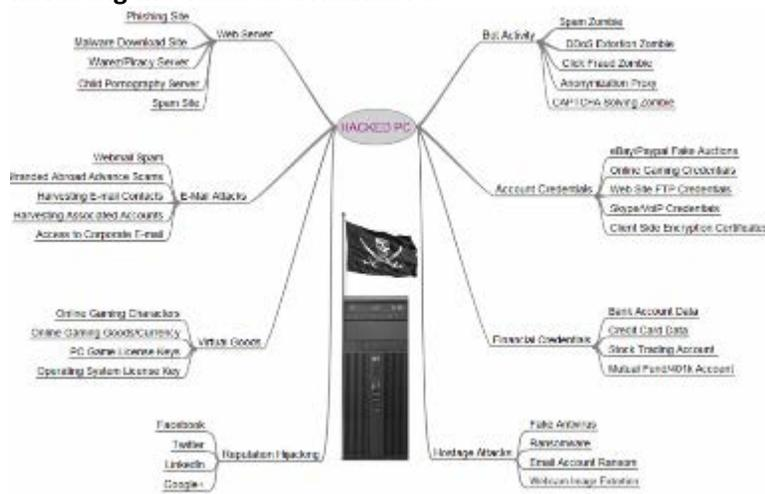 Phishing Site
Malware Download Site
Warez/Piracy Server
Child Pornography Server
Spam Site
Web Server
Webmail Spam
Stranded Abroad Advance Scams
Harvesting E-mail Contacts
Harvesting Associated Accounts
Access to Corporate E-mail
E-Mail Attacks
Online Gaming Characters
Online Gaming Goods/Currency
PC Game License Keys
Operating System License Key
Virtual Goods
Facebook
Twitter
LinkedIn
Google+
Reputation Hijacking
HACKED PC
Bot Activity
Spam Zombie
DDoS Extortion Zombie
Click Fraud Zombie
Anonymization Proxy
CAPTCHA Solving Zombie
Account Credentials
eBay/Paypal Fake Auctions
Online Gaming Credentials
Web Site FTP Credentials
Skype/VoIP Credentials
Client Side Encryption Certificates
Financial Credentials
Bank Account Data
Credit Card Data
Stock Trading Account
Mutual Fund/401k Account
Hostage Attacks
Fake Antivirus
Ransomware
Email Account Ransom
Webcam Image Extortion